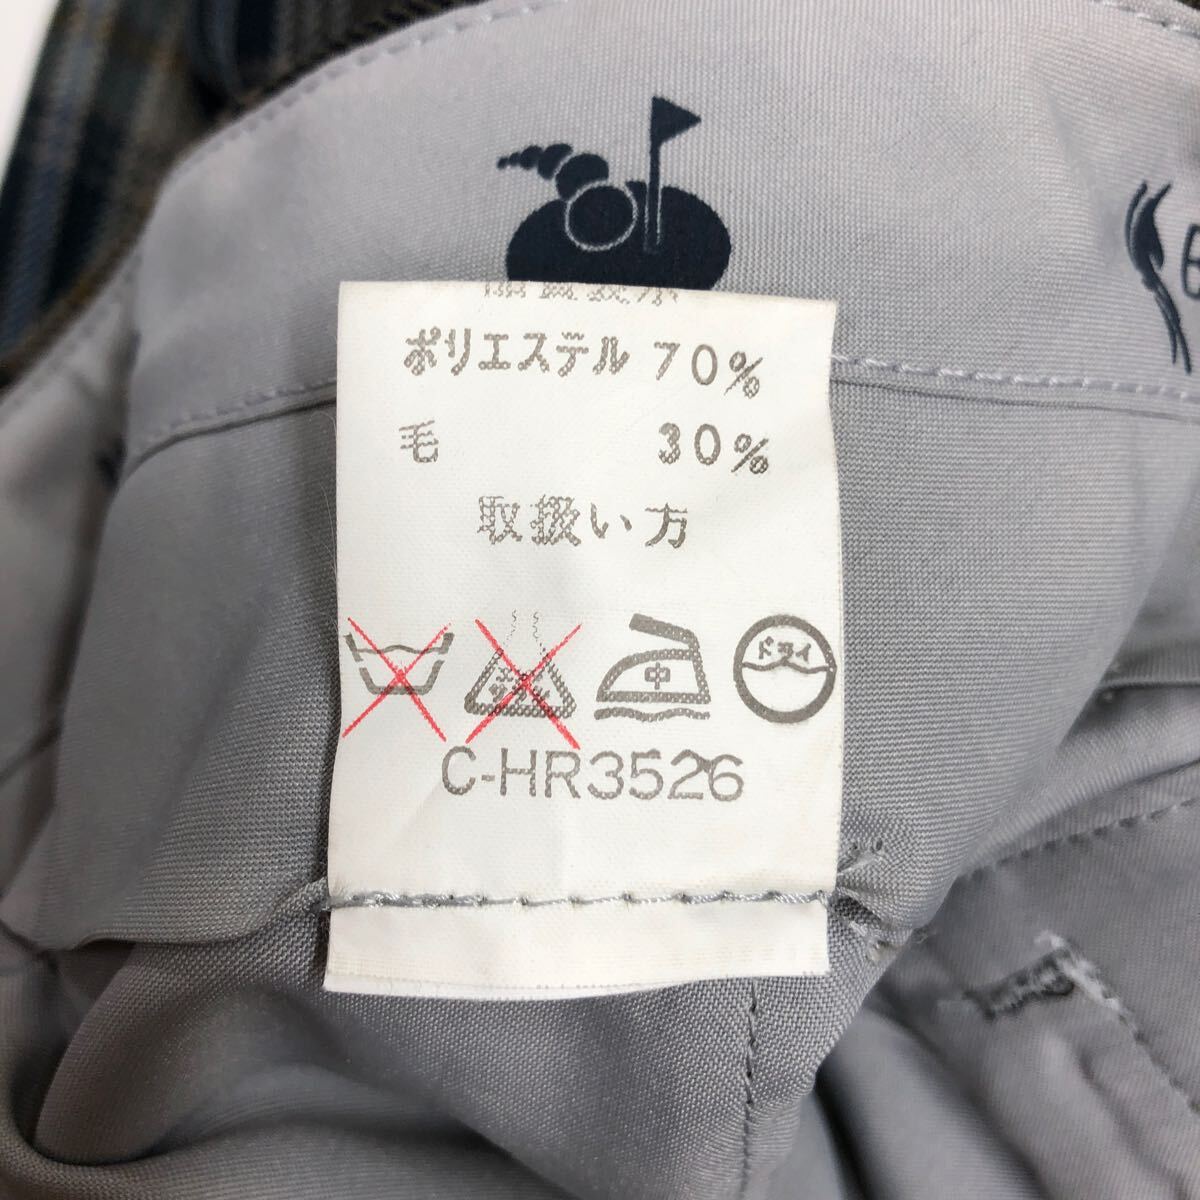 ポリエステル 70%
毛 30%
取扱い方
中
ドライ
C-HR3526